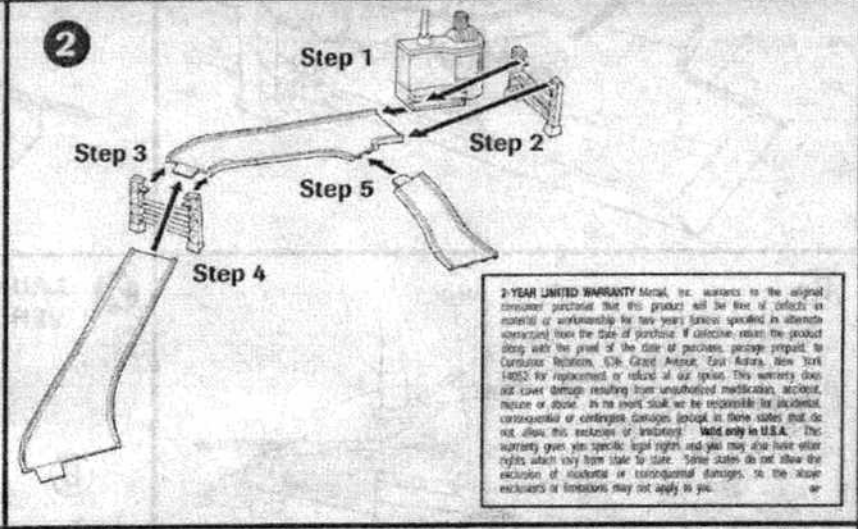 2
Step 1
Step 2
Step 3
Step 5
Step 4
2-YEAR LIMITED WARRANTY Mattel, Inc. warrants to the original
consumer purchaser that this product will be free of defects in
material or workmanship for two years (unless specified in alternate
warranties) from the date of purchase. If defective, return the product
along with the proof of the date of purchase, postage prepaid, to
Consumer Relations, 636 Girard Avenue, East Aurora, New York
14052 for replacement or refund at our option. This warranty does
not cover damage resulting from unauthorized modification, accident,
misuse or abuse. In no event shall we be responsible for incidental,
consequential or contingent damages (except in those states that do
not allow this exclusion of limitation). Valid only in U.S.A. This
warranty gives you specific legal rights and you may also have other
rights which vary from state to state. Some states do not allow the
exclusion of incidental or consequential damages, so the above
exclusions or limitations may not apply to you.